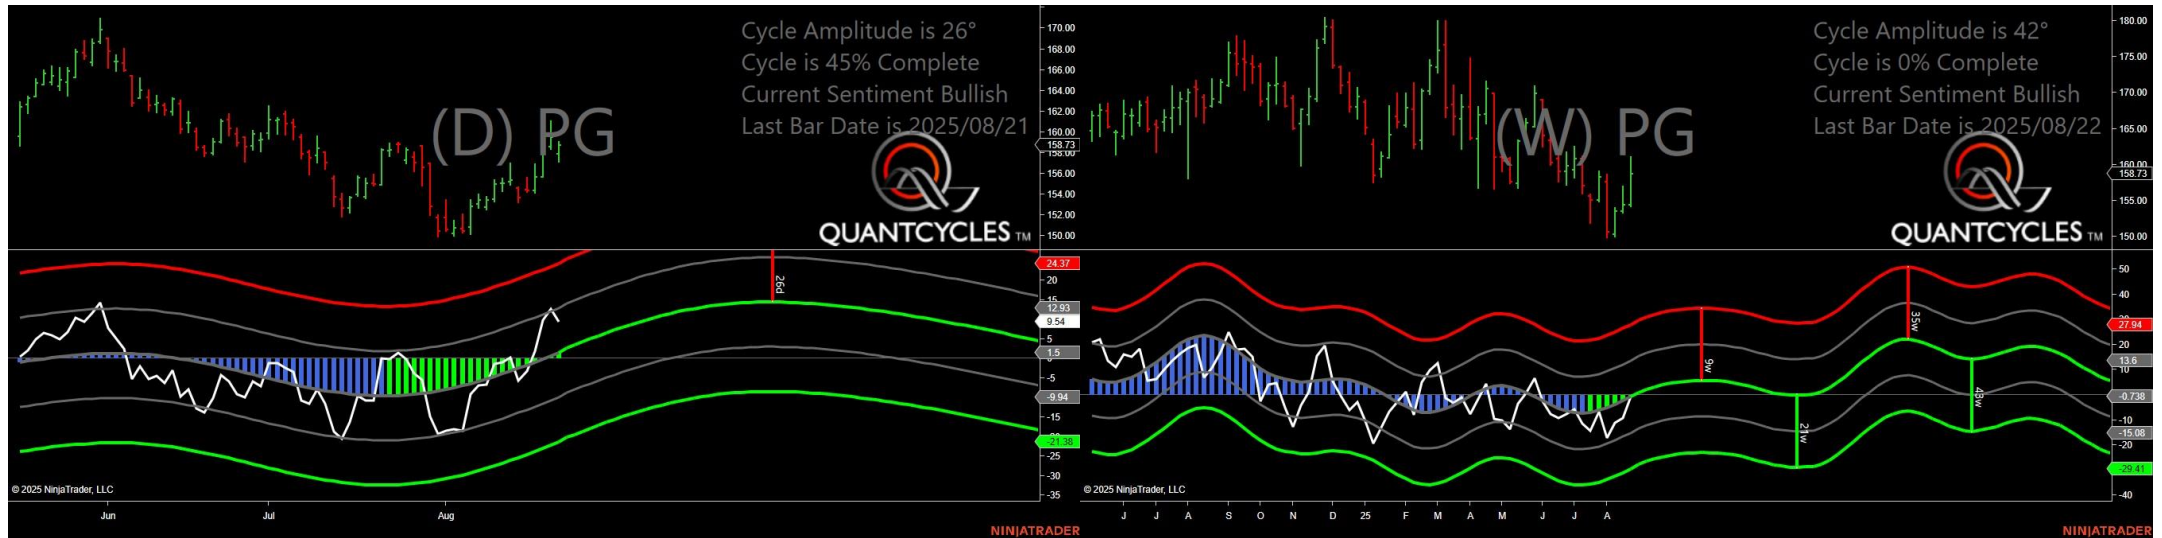 Cycle Amplitude is 26°
Cycle is 45% Complete
Current Sentiment Bullish
Last Bar Date is 2025/08/21
(D) PG
QUANTCYCLES TM
170.00
168.00
166.00
164.00
162.00
160.00
158.73
158.00
156.00
154.00
152.00
150.00
26d
24.37
20
15
12.93
9.54
5
1.5
-5
-9.94
-15
-21.38
-25
-30
-35
© 2025 NinjaTrader, LLC
Jun
Jul
Aug
NINJATRADER
Cycle Amplitude is 42°
Cycle is 0% Complete
Current Sentiment Bullish
Last Bar Date is 2025/08/22
(W) PG
QUANTCYCLES TM
180.00
175.00
170.00
165.00
160.00
158.73
155.00
150.00
9w
21w
35w
43w
50
40
27.94
20
13.6
10
-0.738
-10
-15.08
-20
-29.41
-40
© 2025 NinjaTrader, LLC
J
J
A
S
O
N
D
25
F
M
A
M
J
J
A
NINJATRADER